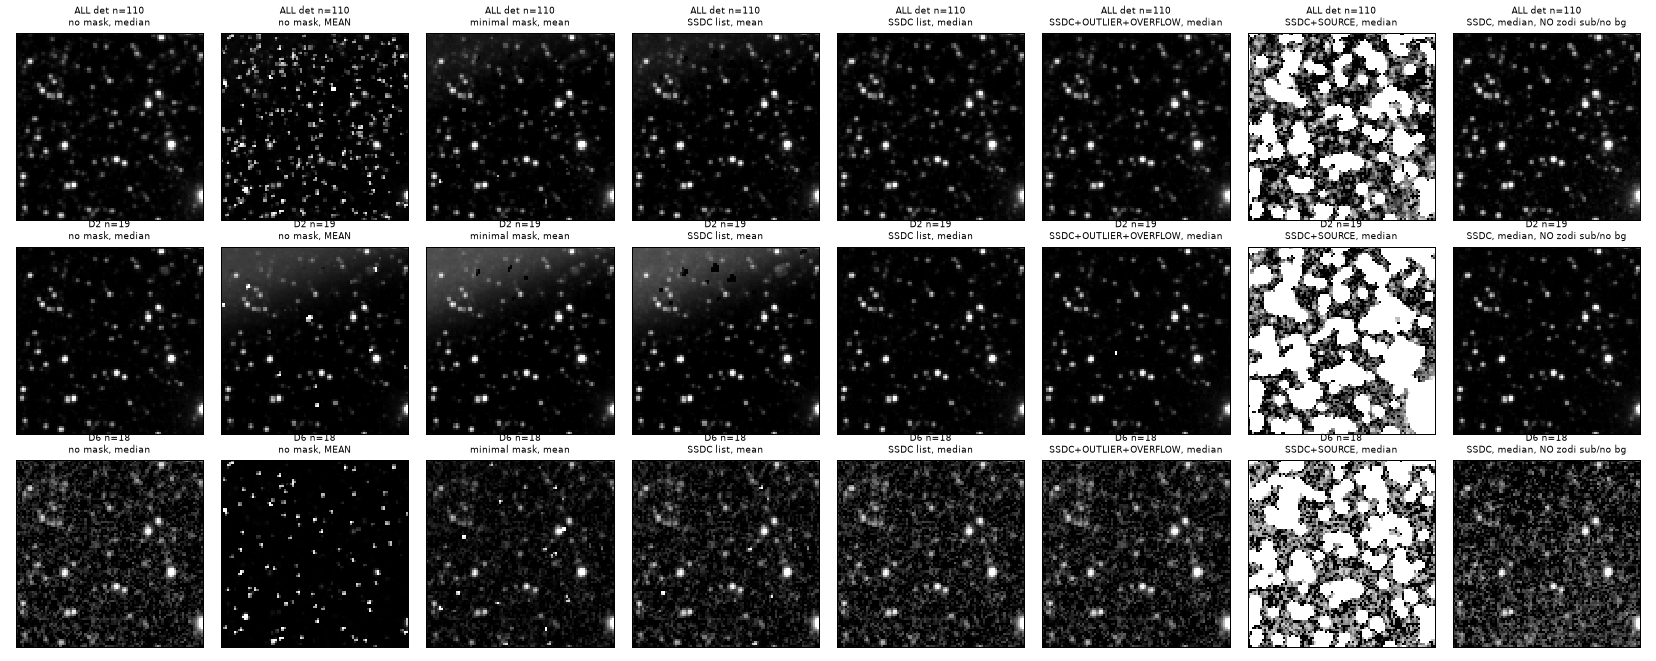 ALL det n=110
no mask, median
ALL det n=110
no mask, MEAN
ALL det n=110
minimal mask, mean
ALL det n=110
SSDC list, mean
ALL det n=110
SSDC list, median
ALL det n=110
SSDC+OUTLIER+OVERFLOW, median
ALL det n=110
SSDC+SOURCE, median
ALL det n=110
SSDC, median, NO zodi sub/no bg
D2 n=19
no mask, median
D2 n=19
no mask, MEAN
D2 n=19
minimal mask, mean
D2 n=19
SSDC list, mean
D2 n=19
SSDC list, median
D2 n=19
SSDC+OUTLIER+OVERFLOW, median
D2 n=19
SSDC+SOURCE, median
D2 n=19
SSDC, median, NO zodi sub/no bg
D6 n=18
no mask, median
D6 n=18
no mask, MEAN
D6 n=18
minimal mask, mean
D6 n=18
SSDC list, mean
D6 n=18
SSDC list, median
D6 n=18
SSDC+OUTLIER+OVERFLOW, median
D6 n=18
SSDC+SOURCE, median
D6 n=18
SSDC, median, NO zodi sub/no bg